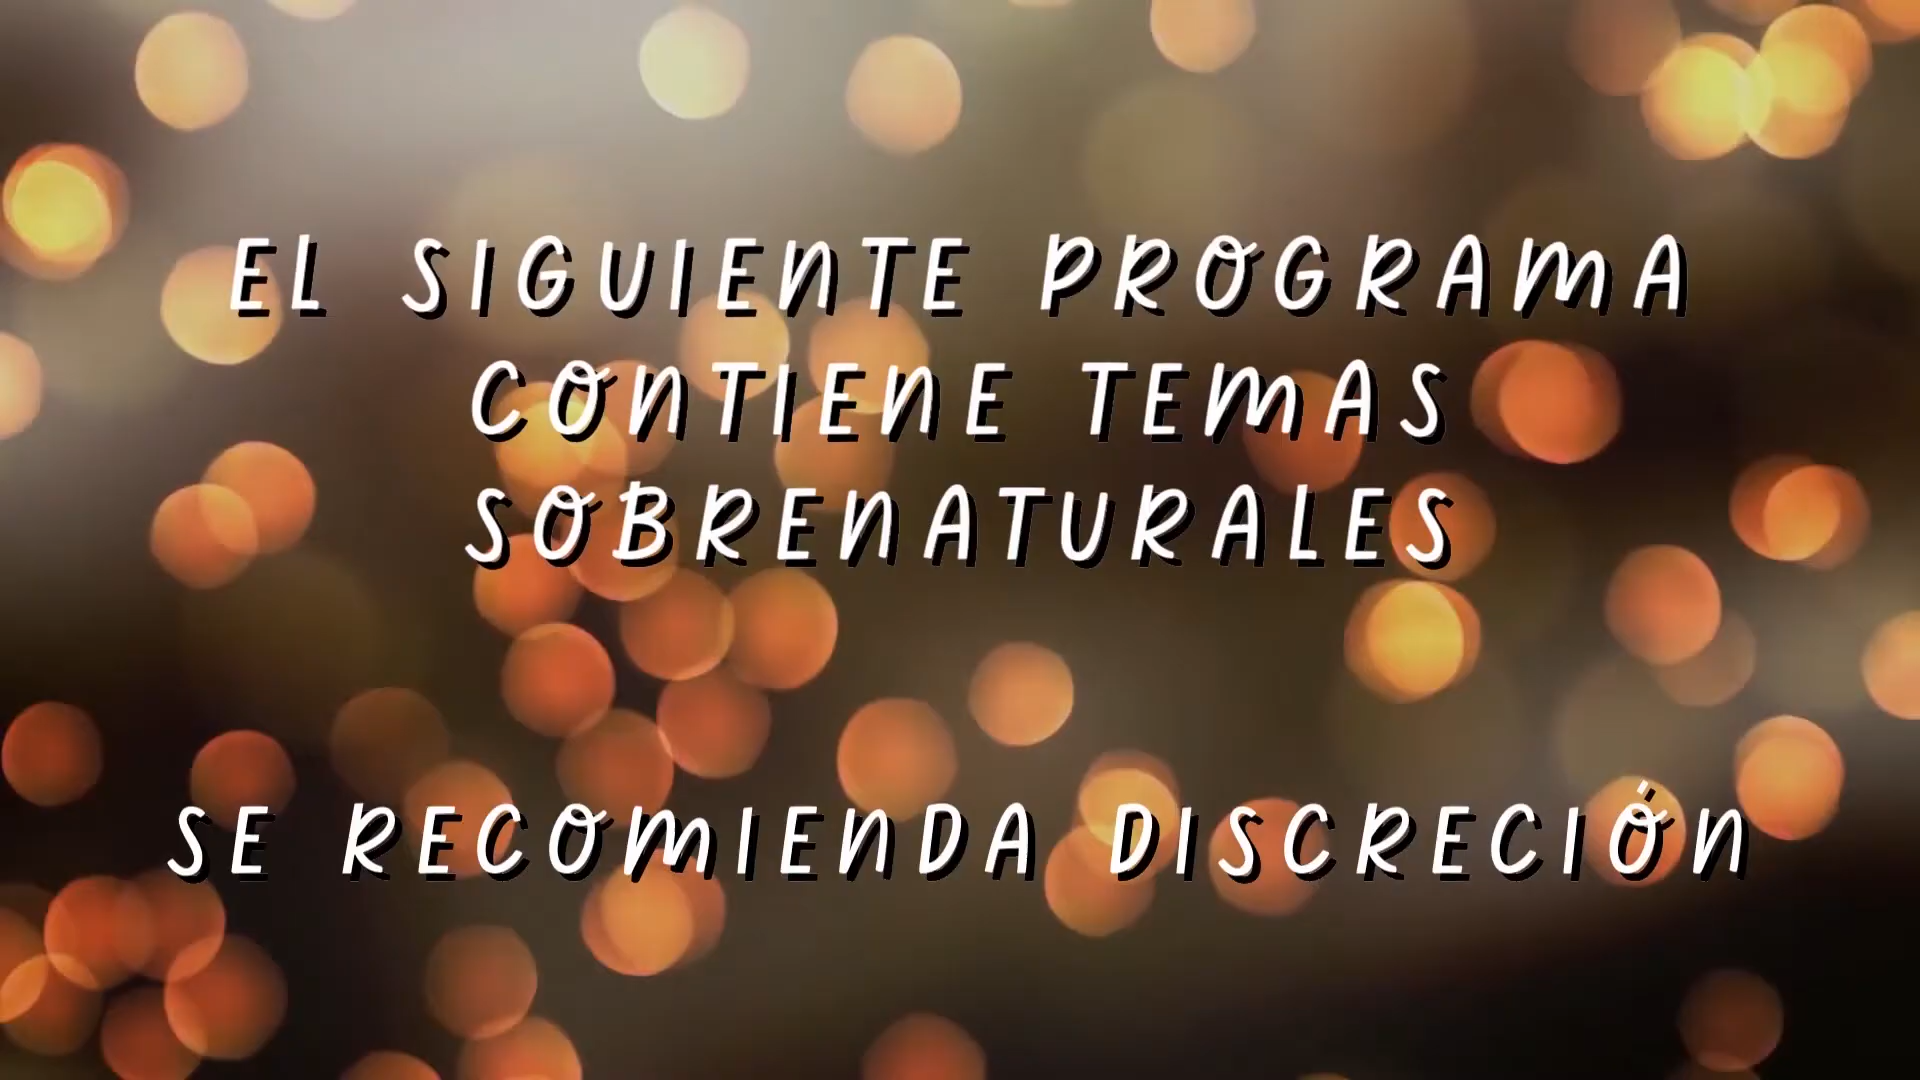 EL SIGUIENTE PROGRAMA
CONTIENE TEMAS
SOBRENATURALES
SE RECOMIENDA DISCRECIÓN